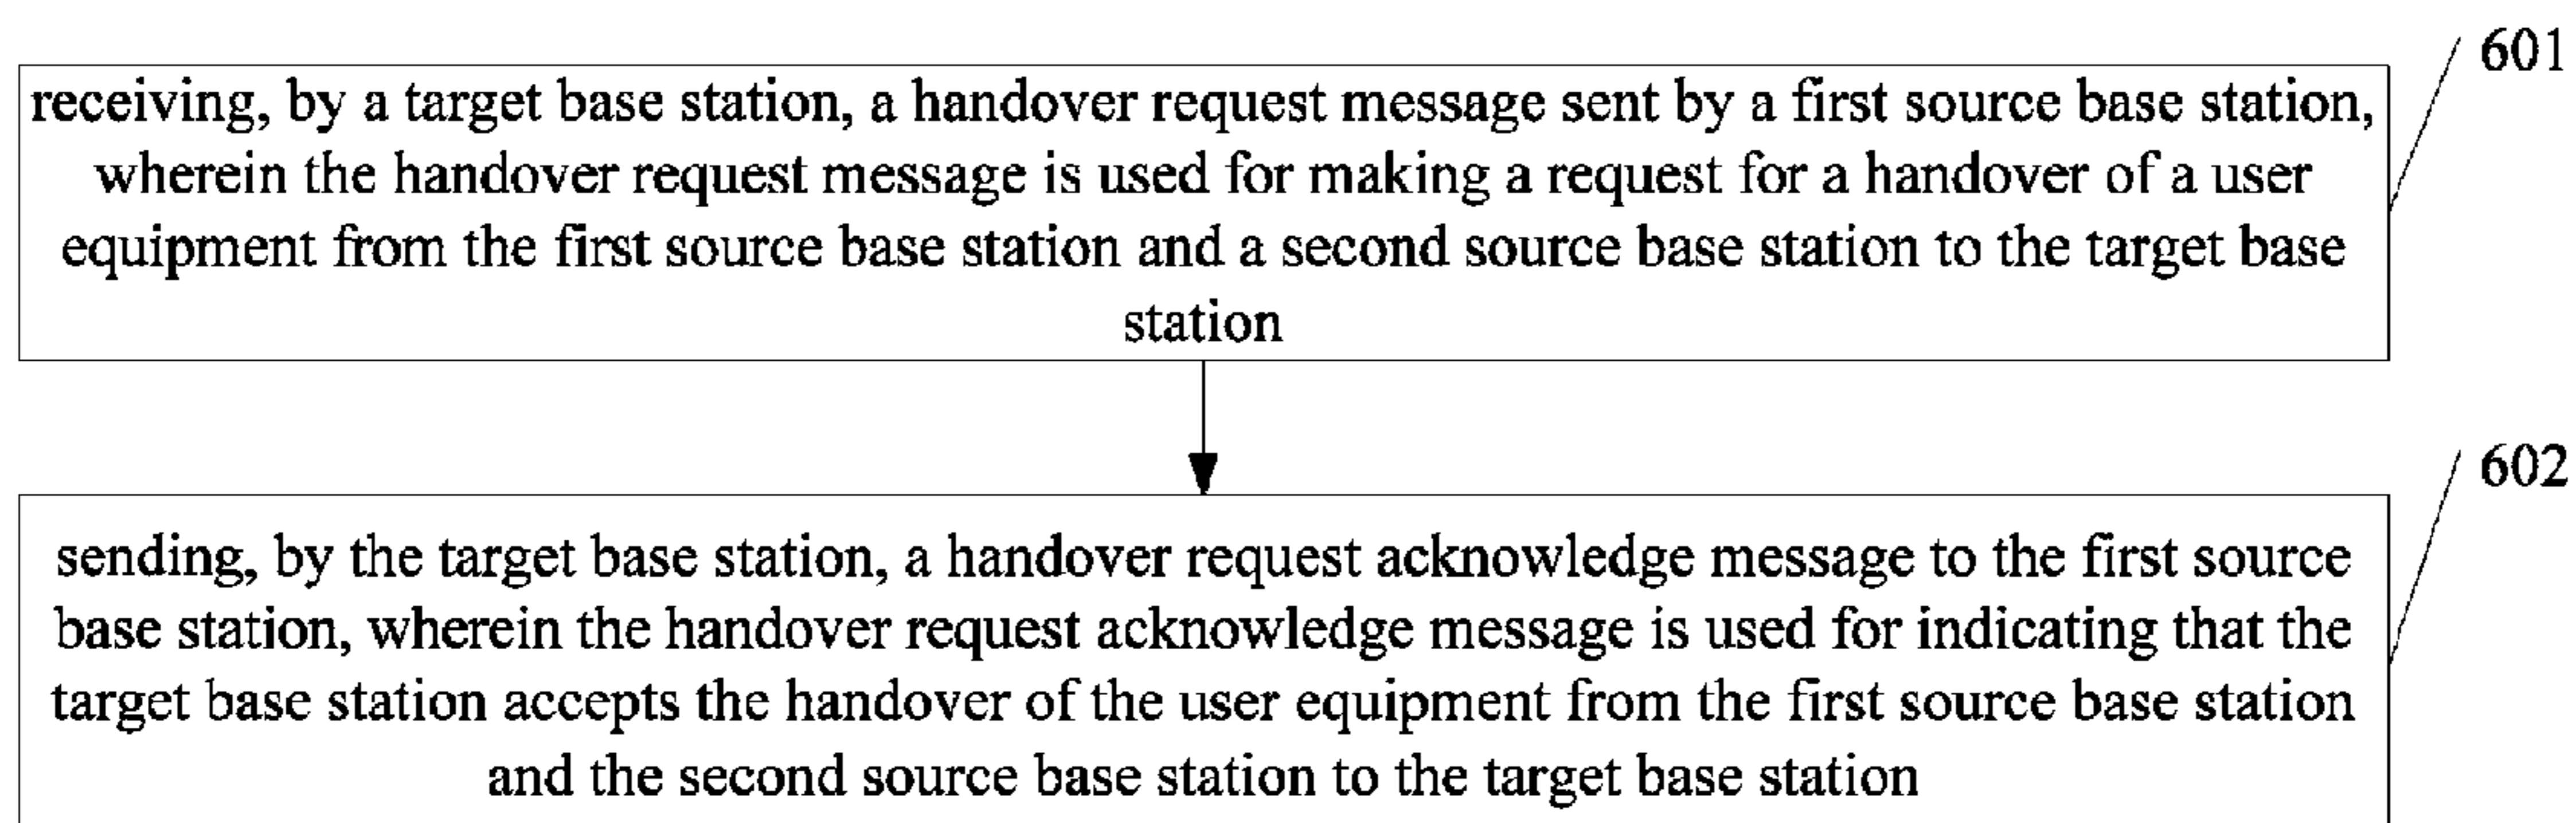 601
receiving, by a target base station, a handover request message sent by a first source base station,
wherein the handover request message is used for making a request for a handover of a user
equipment from the first source base station and a second source base station to the target base
station
602
sending, by the target base station, a handover request acknowledge message to the first source
base station, wherein the handover request acknowledge message is used for indicating that the
target base station accepts the handover of the user equipment from the first source base station
and the second source base station to the target base station